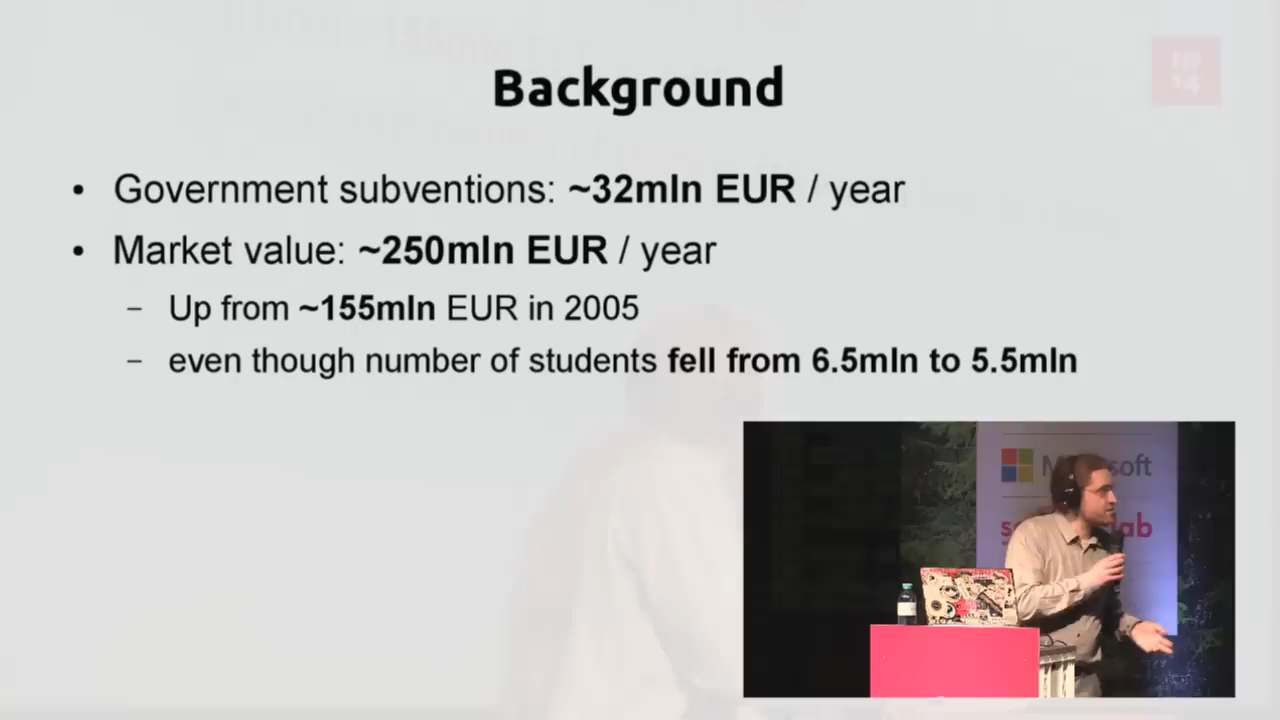 Background
• Government subventions: ~32mln EUR / year
• Market value: ~250mln EUR / year
– Up from ~155mln EUR in 2005
– even though number of students fell from 6.5mln to 5.5mln